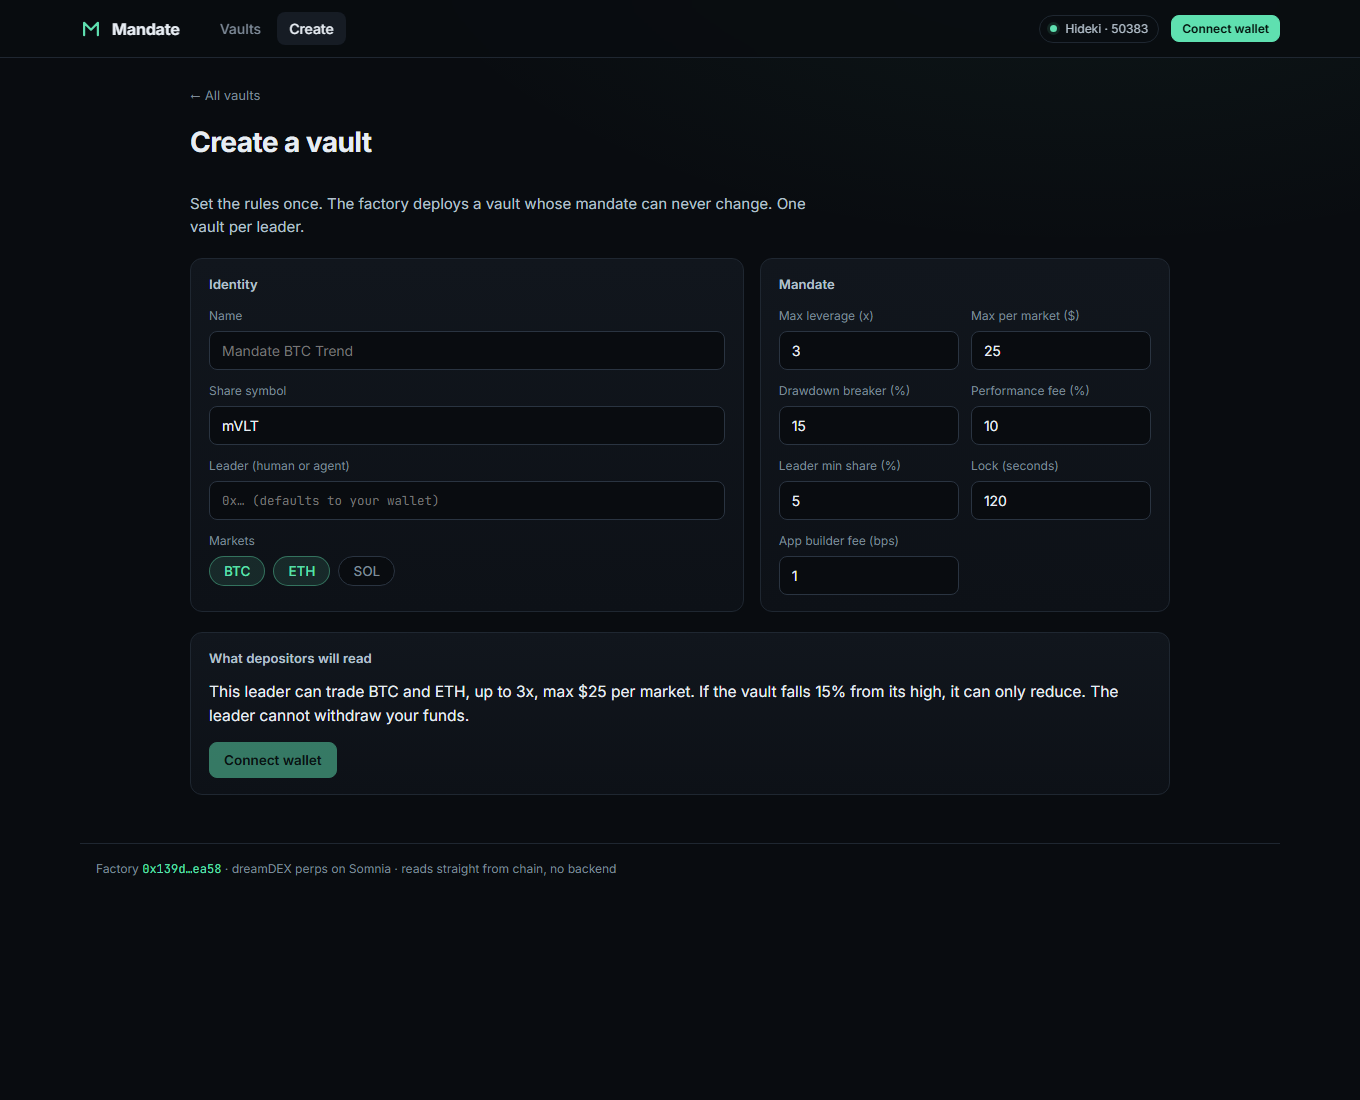 Mandate
Vaults
Create
Hideki · 50383
Connect wallet
← All vaults
Create a vault
Set the rules once. The factory deploys a vault whose mandate can never change. One
vault per leader.
Identity
Name
Mandate BTC Trend
Share symbol
mVLT
Leader (human or agent)
0x… (defaults to your wallet)
Markets
BTC
ETH
SOL
Mandate
Max leverage (x)
Max per market ($)
3
25
Drawdown breaker (%)
Performance fee (%)
15
10
Leader min share (%)
Lock (seconds)
5
120
App builder fee (bps)
1
What depositors will read
This leader can trade BTC and ETH, up to 3x, max $25 per market. If the vault falls 15% from its high, it can only reduce. The
leader cannot withdraw your funds.
Connect wallet
Factory 0x139d…ea58 · dreamDEX perps on Somnia · reads straight from chain, no backend